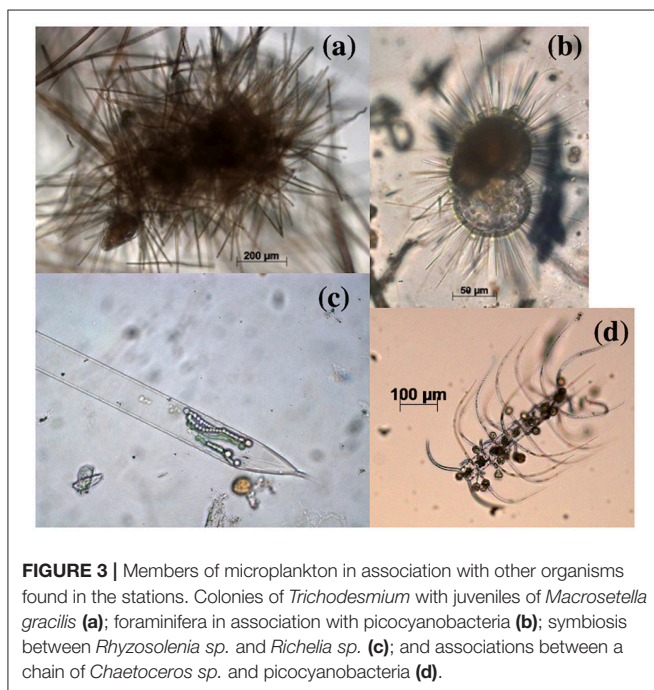 (a)
(b)
200 µm
50 µm
(c)
(d)
100 µm
FIGURE 3 | Members of microplankton in association with other organisms
found in the stations. Colonies of Trichodesmium with juveniles of Macrosetella
gracilis (a); foraminifera in association with picocyanobacteria (b); symbiosis
between Rhyzosolenia sp. and Richelia sp. (c); and associations between a
chain of Chaetoceros sp. and picocyanobacteria (d).